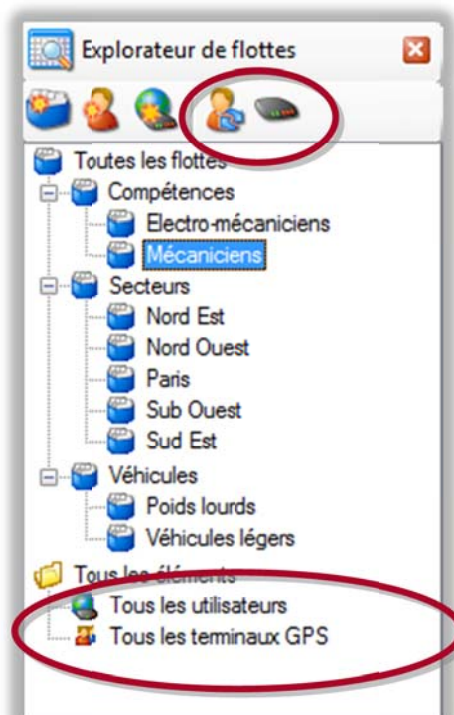 Explorateur de flottes
Toutes les flottes
Compétences
Electro-mécaniciens
Mécaniciens
Secteurs
Nord Est
Nord Ouest
Paris
Sub Ouest
Sud Est
Véhicules
Poids lourds
Véhicules légers
Tous les éléments
Tous les utilisateurs
Tous les terminaux GPS